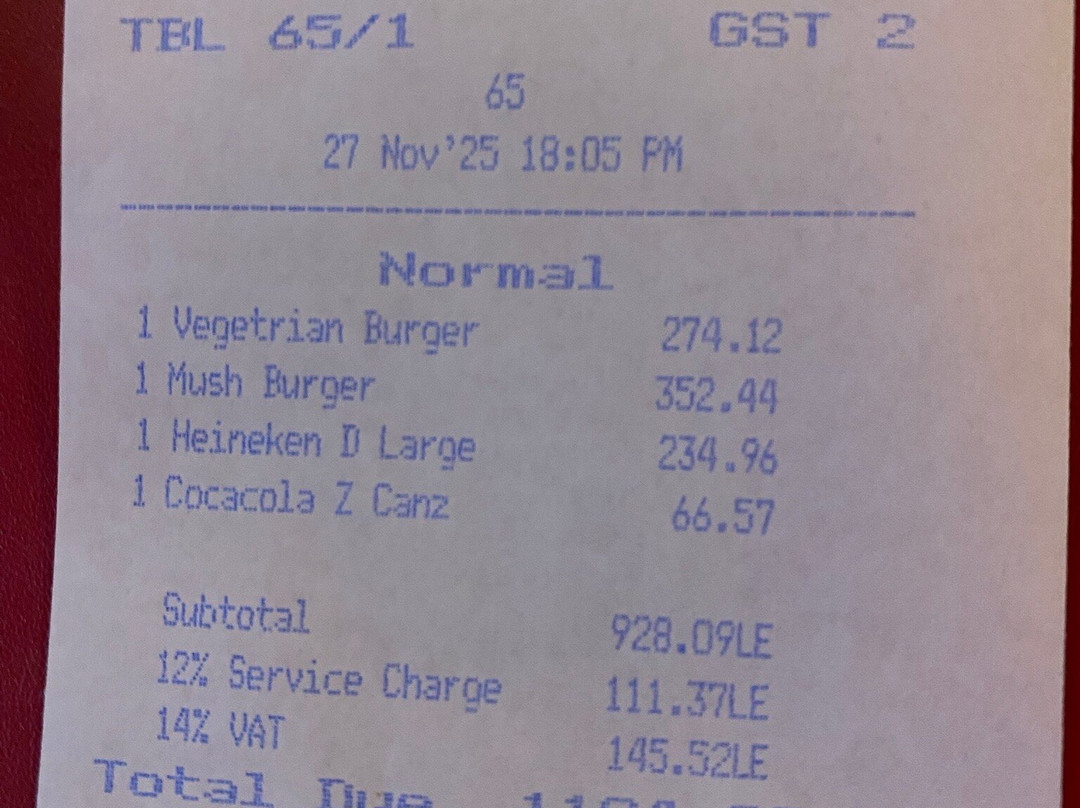 TBL 65/1 GST 2
65
27 Nov'25 18:05 PM
Normal
1 Vegetrian Burger 274.12
1 Mush Burger 352.44
1 Heineken D Large 234.96
1 Cocacola Z Canz 66.57
Subtotal 928.09LE
12% Service Charge 111.37LE
14% VAT 145.52LE
Total Due